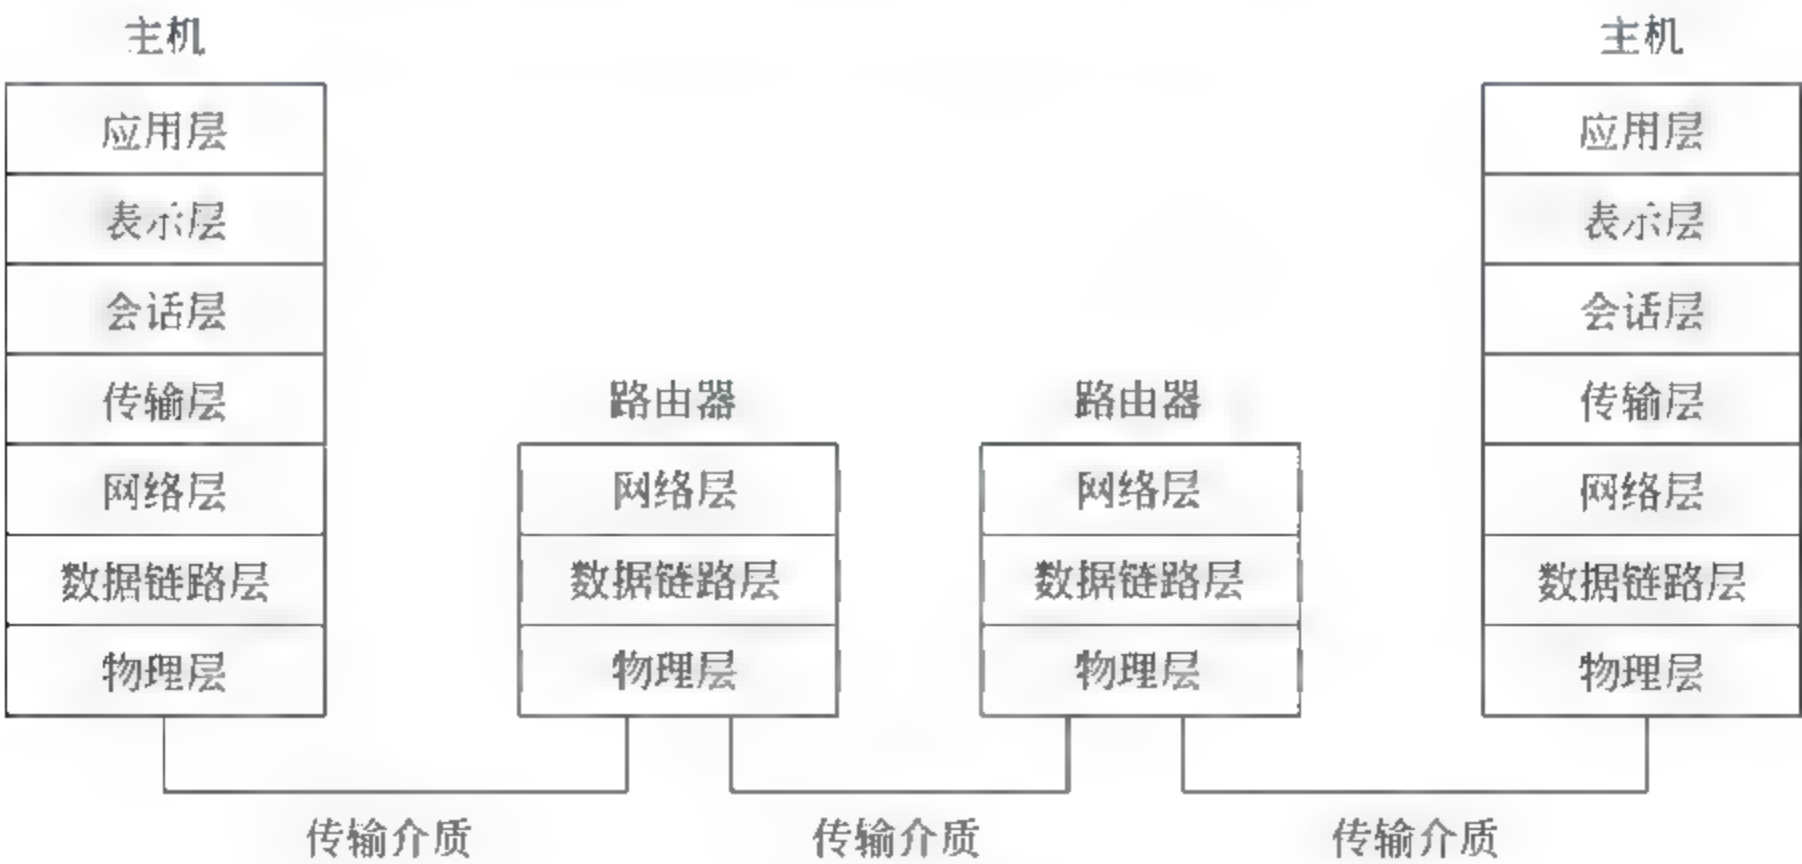 主机
主机
应用层
应用层
表示层
表示层
会话层
会话层
传输层
路由器
路由器
传输层
网络层
网络层
网络层
网络层
数据链路层
数据链路层
数据链路层
数据链路层
物理层
物理层
物理层
物理层
传输介质
传输介质
传输介质